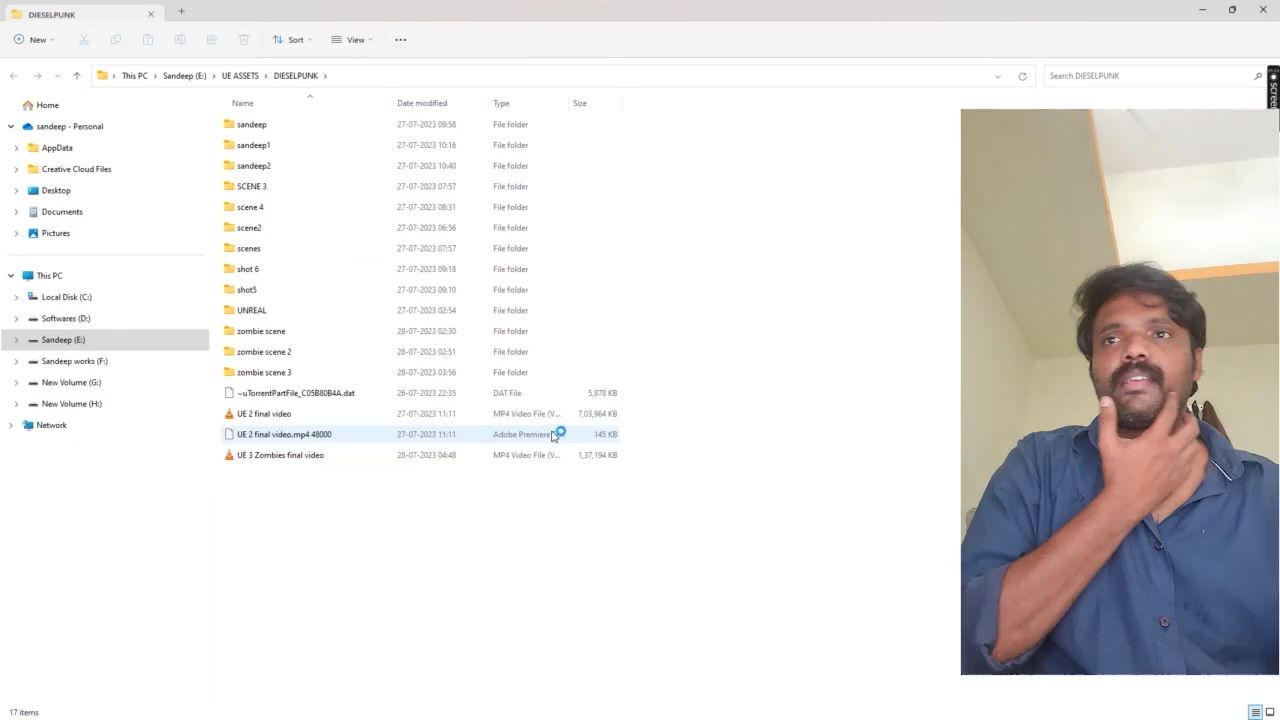 DIESELPUNK
New
Sort
View
This PC
Sandeep (E:)
UE ASSETS
DIESELPUNK
Search DIESELPUNK
Name
Date modified
Type
Size
Home
sandeep - Personal
AppData
Creative Cloud Files
Desktop
Documents
Pictures
This PC
Local Disk (C:)
Softwares (D:)
Sandeep (E:)
Sandeep works (F:)
New Volume (G:)
New Volume (H:)
Network
sandeep 27-07-2023 09:58 File folder
sandeep1 27-07-2023 10:16 File folder
sandeep2 27-07-2023 10:40 File folder
SCENE 3 27-07-2023 07:57 File folder
scene 4 27-07-2023 08:31 File folder
scene2 27-07-2023 06:56 File folder
scenes 27-07-2023 07:57 File folder
shot 6 27-07-2023 09:18 File folder
shot5 27-07-2023 09:10 File folder
UNREAL 27-07-2023 02:54 File folder
zombie scene 28-07-2023 02:30 File folder
zombie scene 2 28-07-2023 02:51 File folder
zombie scene 3 28-07-2023 03:56 File folder
~uTorrentPartFile_C05B80B4A.dat 26-07-2023 22:35 DAT File 5,878 KB
UE 2 final video 27-07-2023 11:11 MP4 Video File (V... 7,03,964 KB
UE 2 final video.mp4 48000 27-07-2023 11:11 Adobe Premiere 145 KB
UE 3 Zombies final video 28-07-2023 04:48 MP4 Video File (V... 1,37,194 KB
17 items